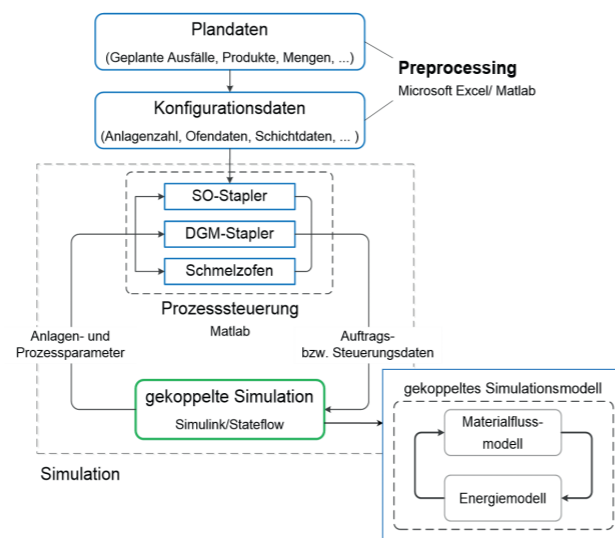 Plandaten
(Geplante Ausfälle, Produkte, Mengen, ...)
Preprocessing
Microsoft Excel/ Matlab
Konfigurationsdaten
(Anlagenzahl, Ofendaten, Schichtdaten, ... )
SO-Stapler
DGM-Stapler
Schmelzofen
Prozesssteuerung
Matlab
Anlagen- und
Prozessparameter
Auftrags-
bzw. Steuerungsdaten
gekoppelte Simulation
Simulink/Stateflow
Simulation
gekoppeltes Simulationsmodell
Materialfluss-
modell
Energiemodell